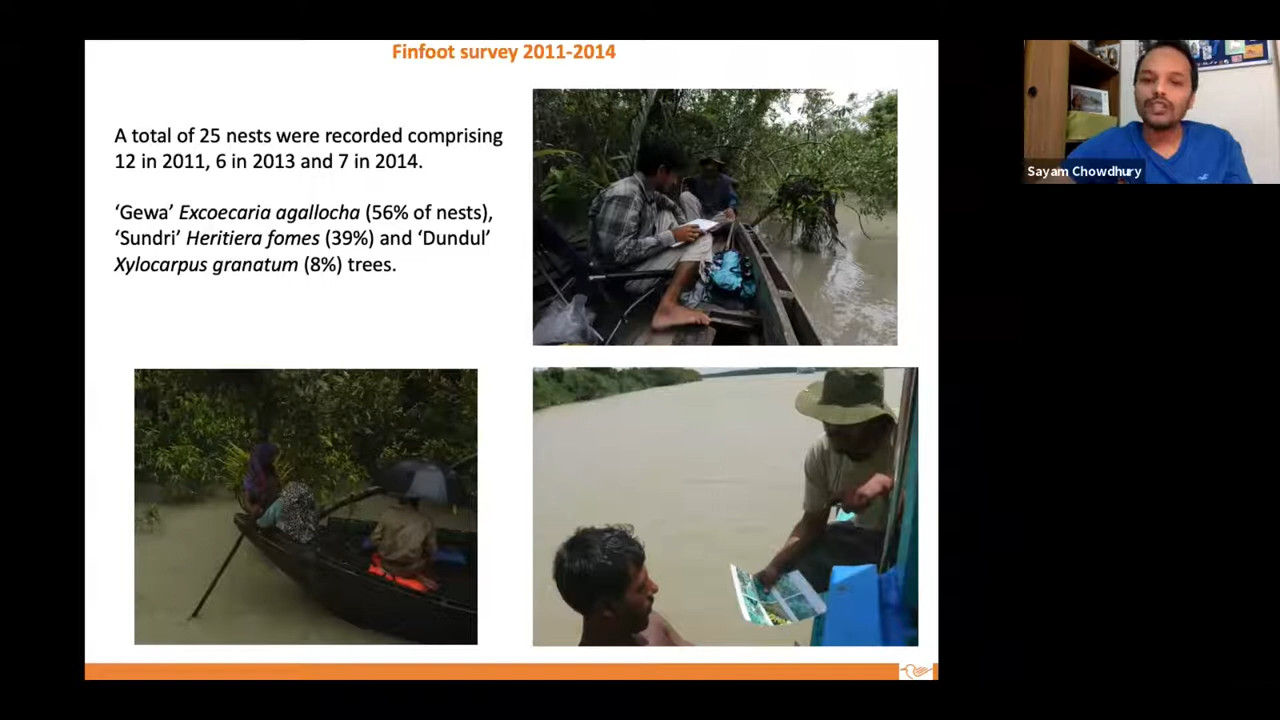 Finfoot survey 2011-2014
A total of 25 nests were recorded comprising
12 in 2011, 6 in 2013 and 7 in 2014.
‘Gewa’ Excoecaria agallocha (56% of nests),
‘Sundri’ Heritiera fomes (39%) and ‘Dundul’
Xylocarpus granatum (8%) trees.
Sayam Chowdhury